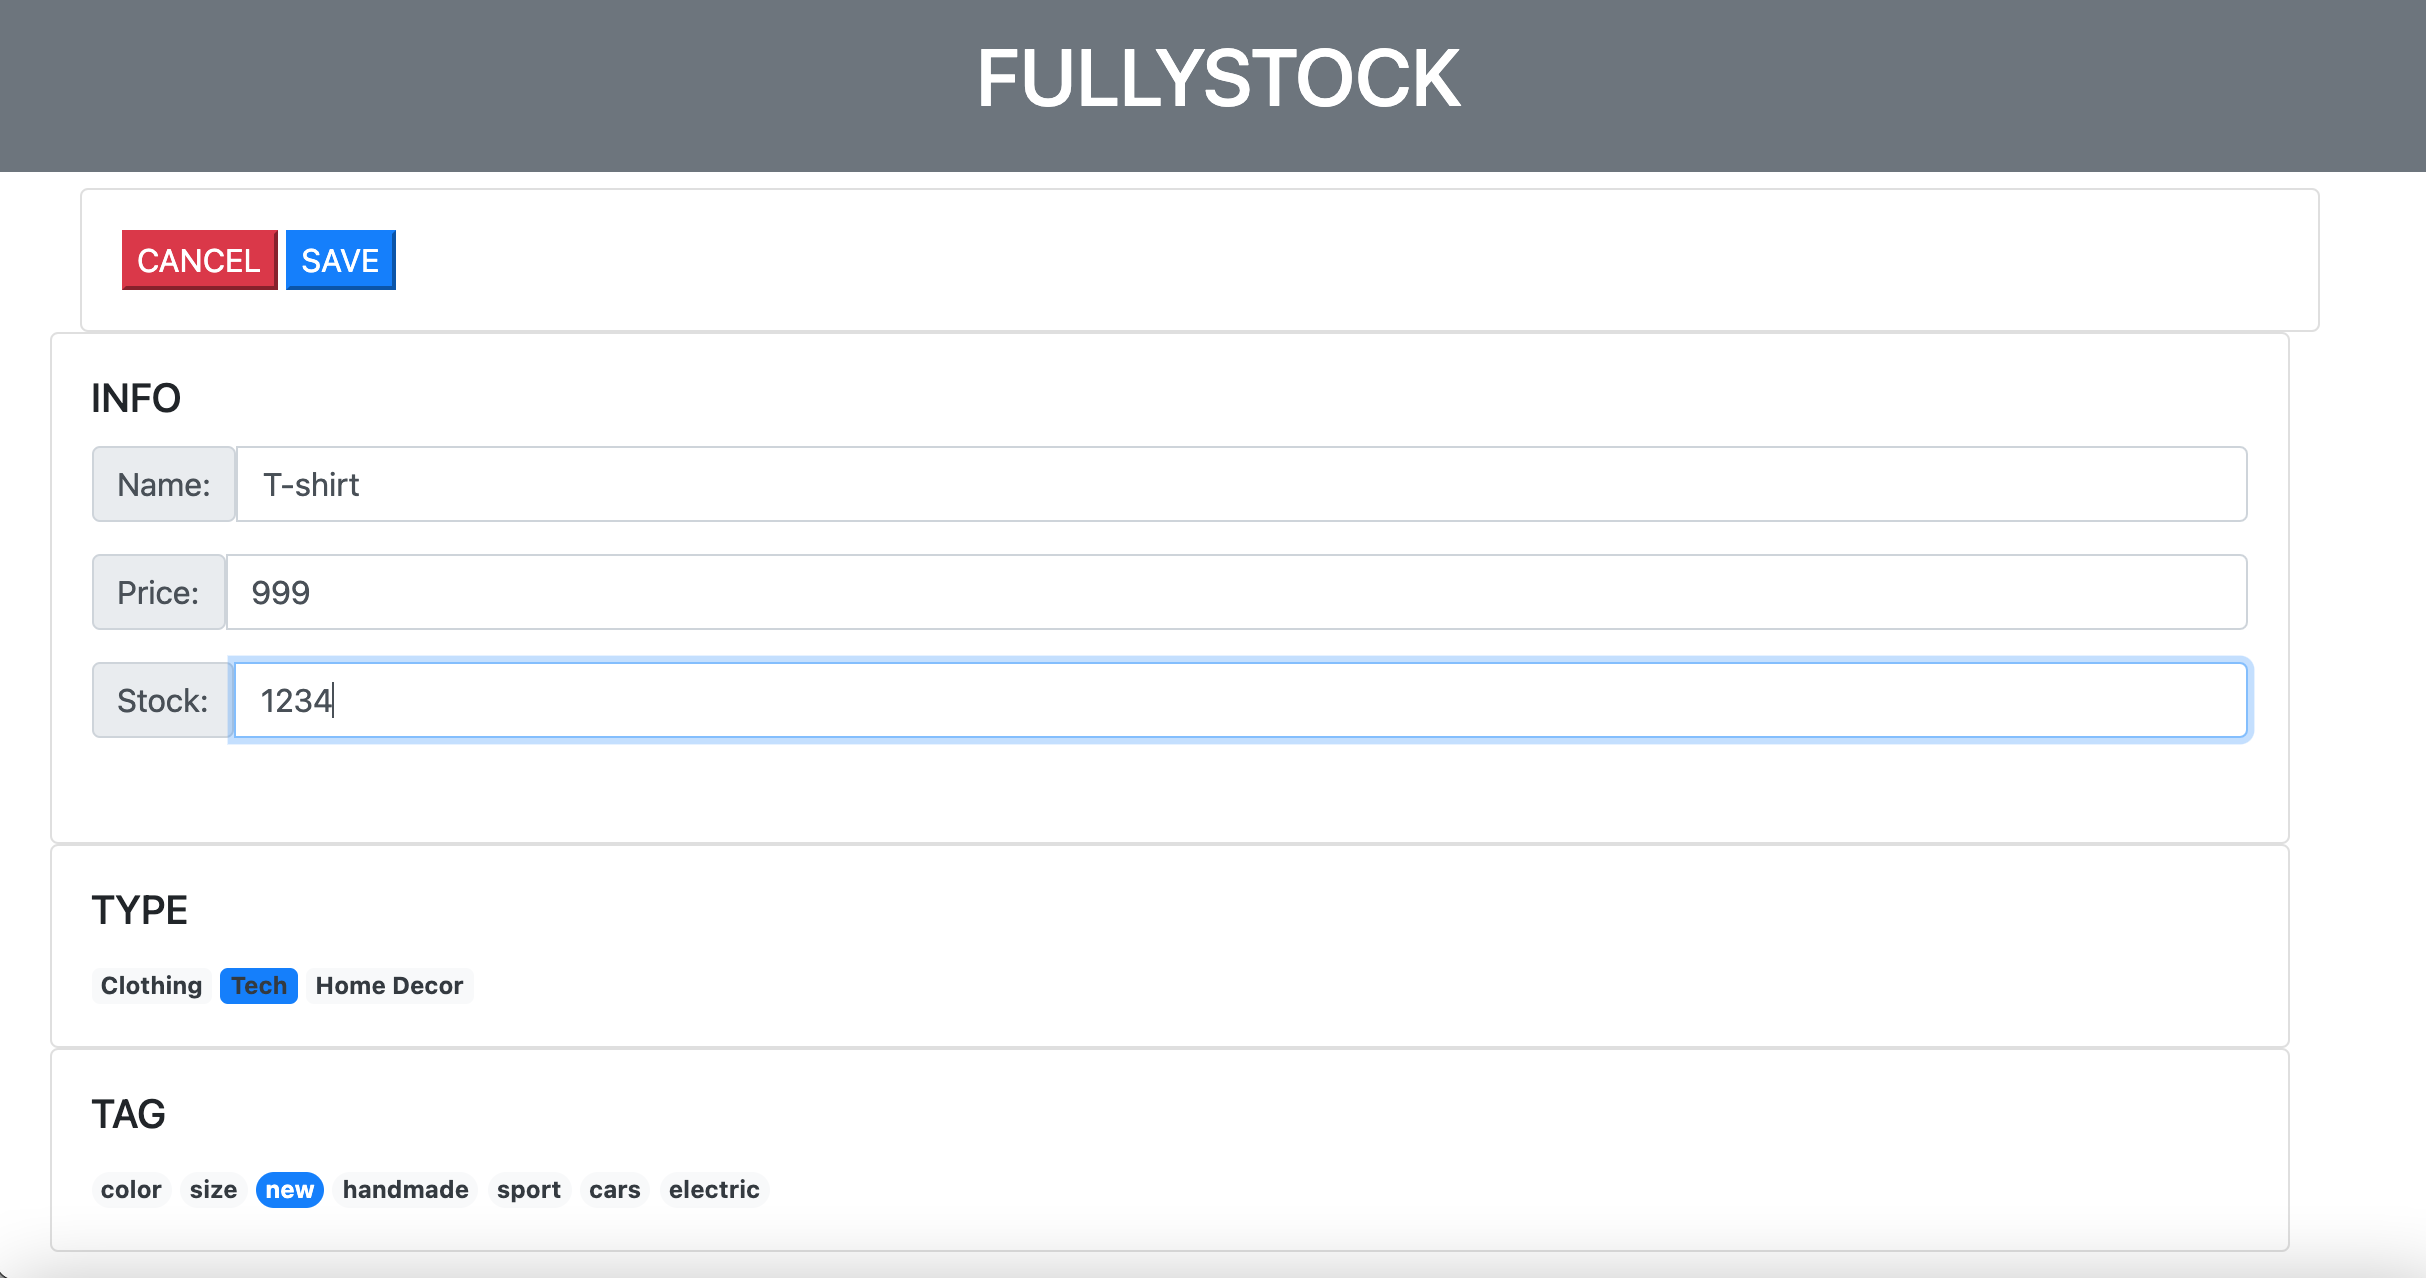 FULLYSTOCK
CANCEL SAVE
INFO
Name: T-shirt
Price: 999
Stock: 1234
TYPE
Clothing Tech Home Decor
TAG
color size new handmade sport cars electric